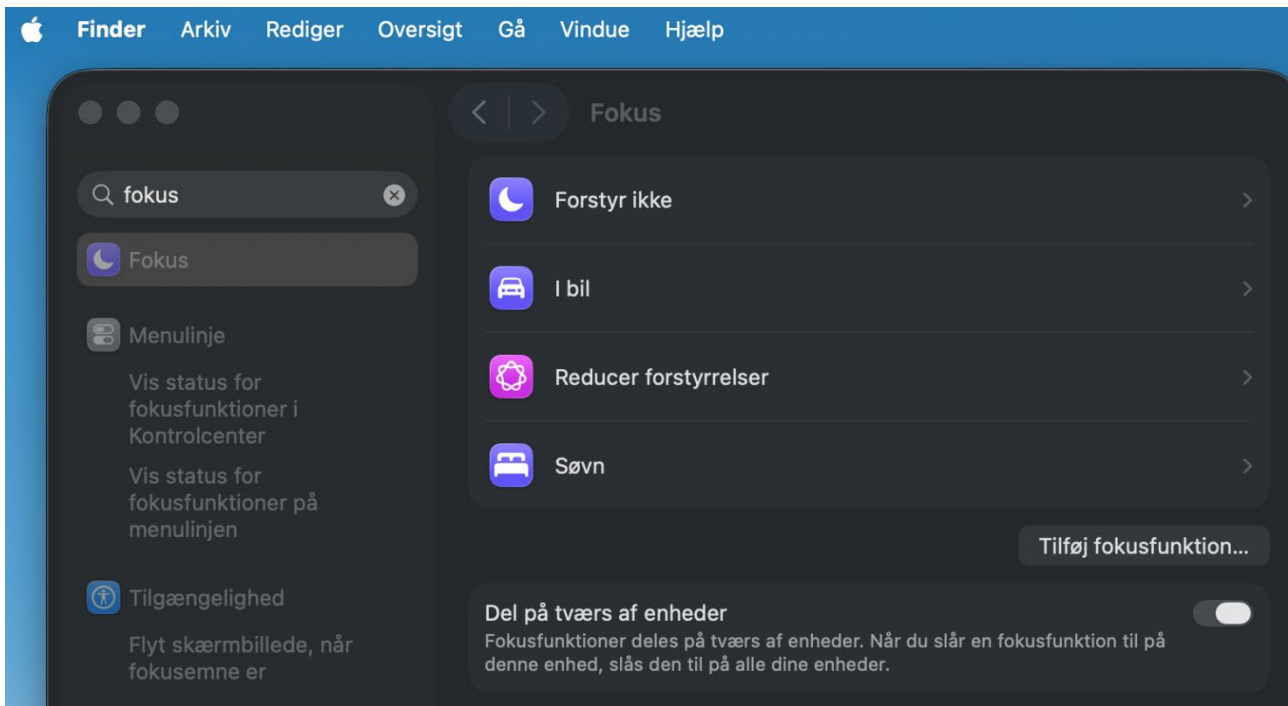 Finder Arkiv Rediger Oversigt Gå Vindue Hjælp
Fokus
fokus
Fokus
Menulinje
Vis status for
fokusfunktioner i
Kontrolcenter
Vis status for
fokusfunktioner på
menulinjen
Tilgængelighed
Flyt skærmbillede, når
fokusemne er
Forstyr ikke
I bil
Reducer forstyrrelser
Søvn
Tilføj fokusfunktion...
Del på tværs af enheder
Fokusfunktioner deles på tværs af enheder. Når du slår en fokusfunktion til på
denne enhed, slås den til på alle dine enheder.